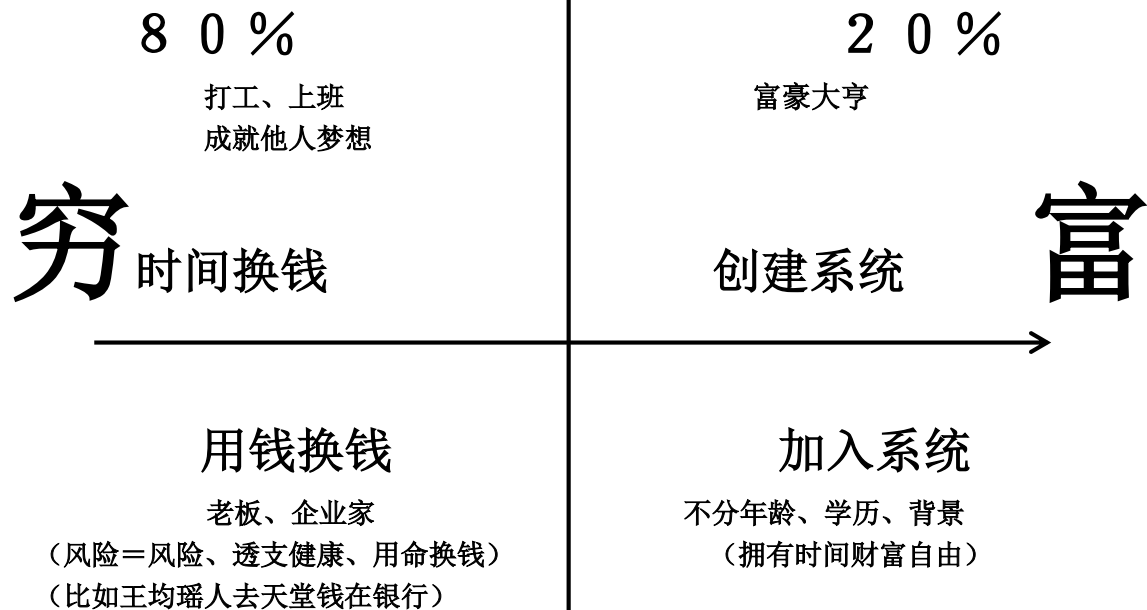 80%
打工、上班
成就他人梦想
穷
时间换钱
20%
富豪大亨
创建系统
富
用钱换钱
老板、企业家
（风险＝风险、透支健康、用命换钱）
（比如王均瑶人去天堂钱在银行）
加入系统
不分年龄、学历、背景
（拥有时间财富自由）